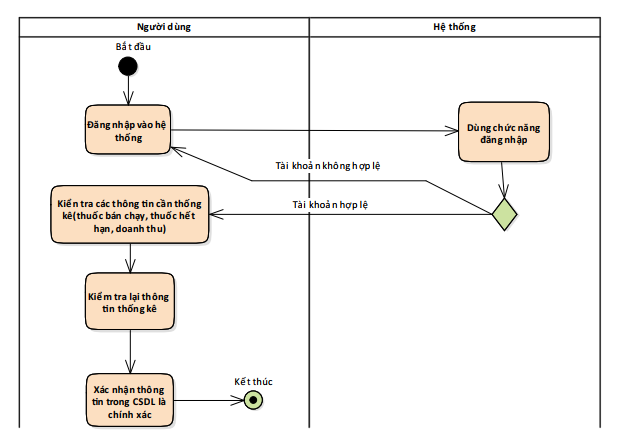 Người dùng
Hệ thống
Bắt đầu
Đăng nhập vào hệ
thống
Dùng chức năng
đăng nhập
Tài khoản không hợp lệ
Tài khoản hợp lệ
Kiển tra các thông tin cần thống
kê(thuốc bán chạy, thuốc hết
hạn, doanh thu)
Kiểm tra lại thông
tin thống kê
Xác nhận thông
tin trong CSDL là
chính xác
Kết thúc